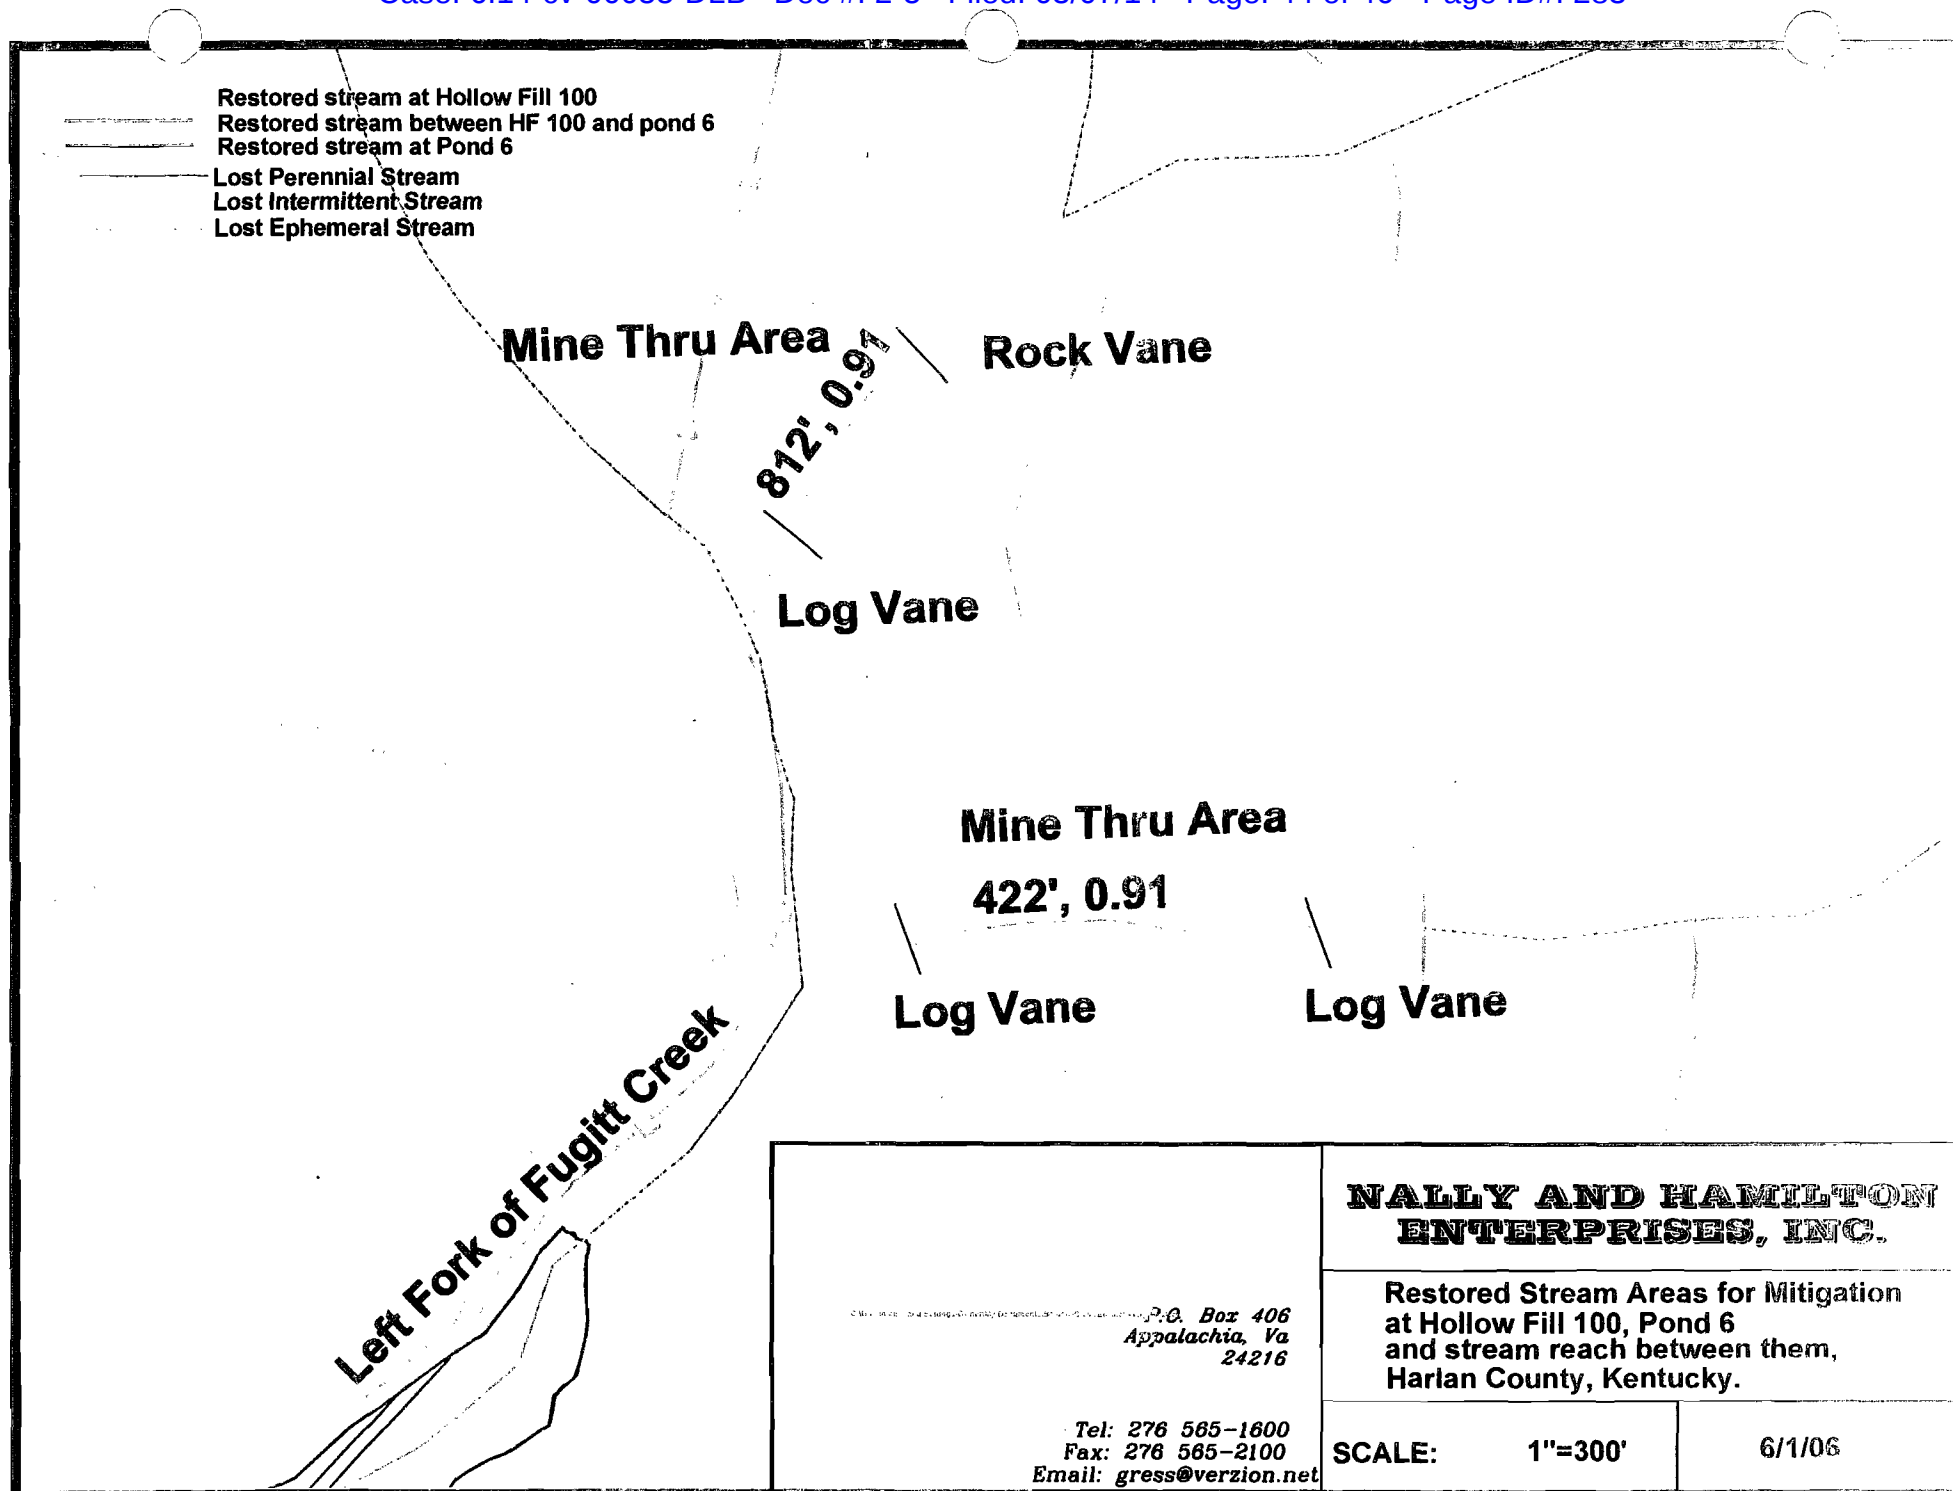 Restored stream at Hollow Fill 100
Restored stream between HF 100 and pond 6
Restored stream at Pond 6
Lost Perennial Stream
Lost Intermittent Stream
Lost Ephemeral Stream
Mine Thru Area
812', 0.91
Rock Vane
Log Vane
Mine Thru Area
422', 0.91
Log Vane
Log Vane
Left Fork of Fugitt Creek
P.O. Box 406
Appalachia, Va
24216
Tel: 276 565-1600
Fax: 276 565-2100
Email: gress@verzion.net
NALLY AND HAMILTON
ENTERPRISES, INC.
Restored Stream Areas for Mitigation
at Hollow Fill 100, Pond 6
and stream reach between them,
Harlan County, Kentucky.
SCALE: 1"=300'
6/1/06